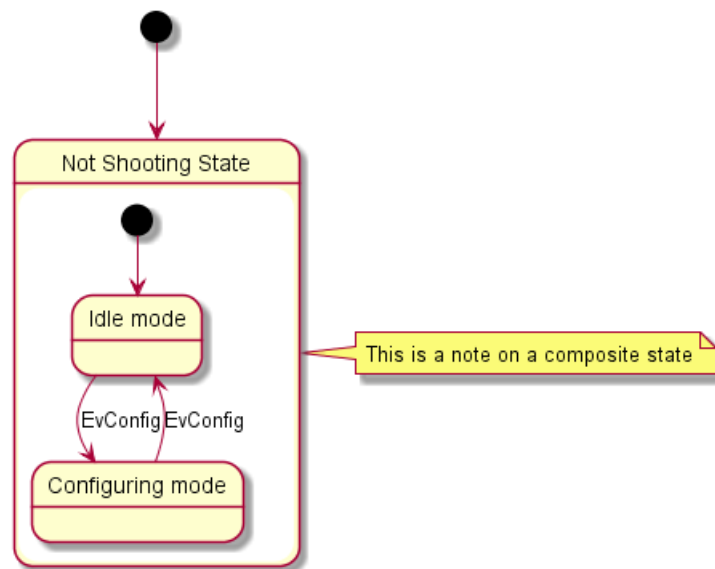 Not Shooting State
Idle mode
This is a note on a composite state
EvConfig
EvConfig
Configuring mode